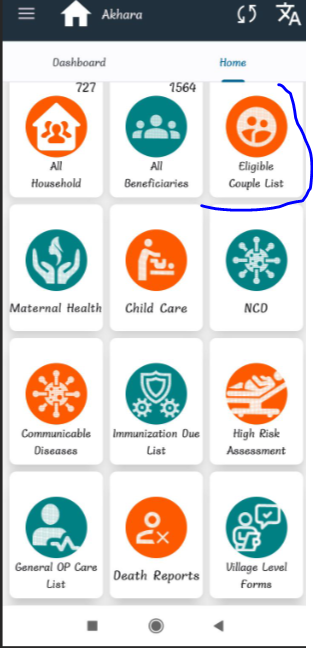 Akhara
Dashboard Home
727 1564
All
Household
All
Beneficiaries
Eligible
Couple List
Maternal Health
Child Care
NCD
Communicable
Diseases
Immunization Due
List
High Risk
Assessment
General OP Care
List
Death Reports
Village Level
Forms